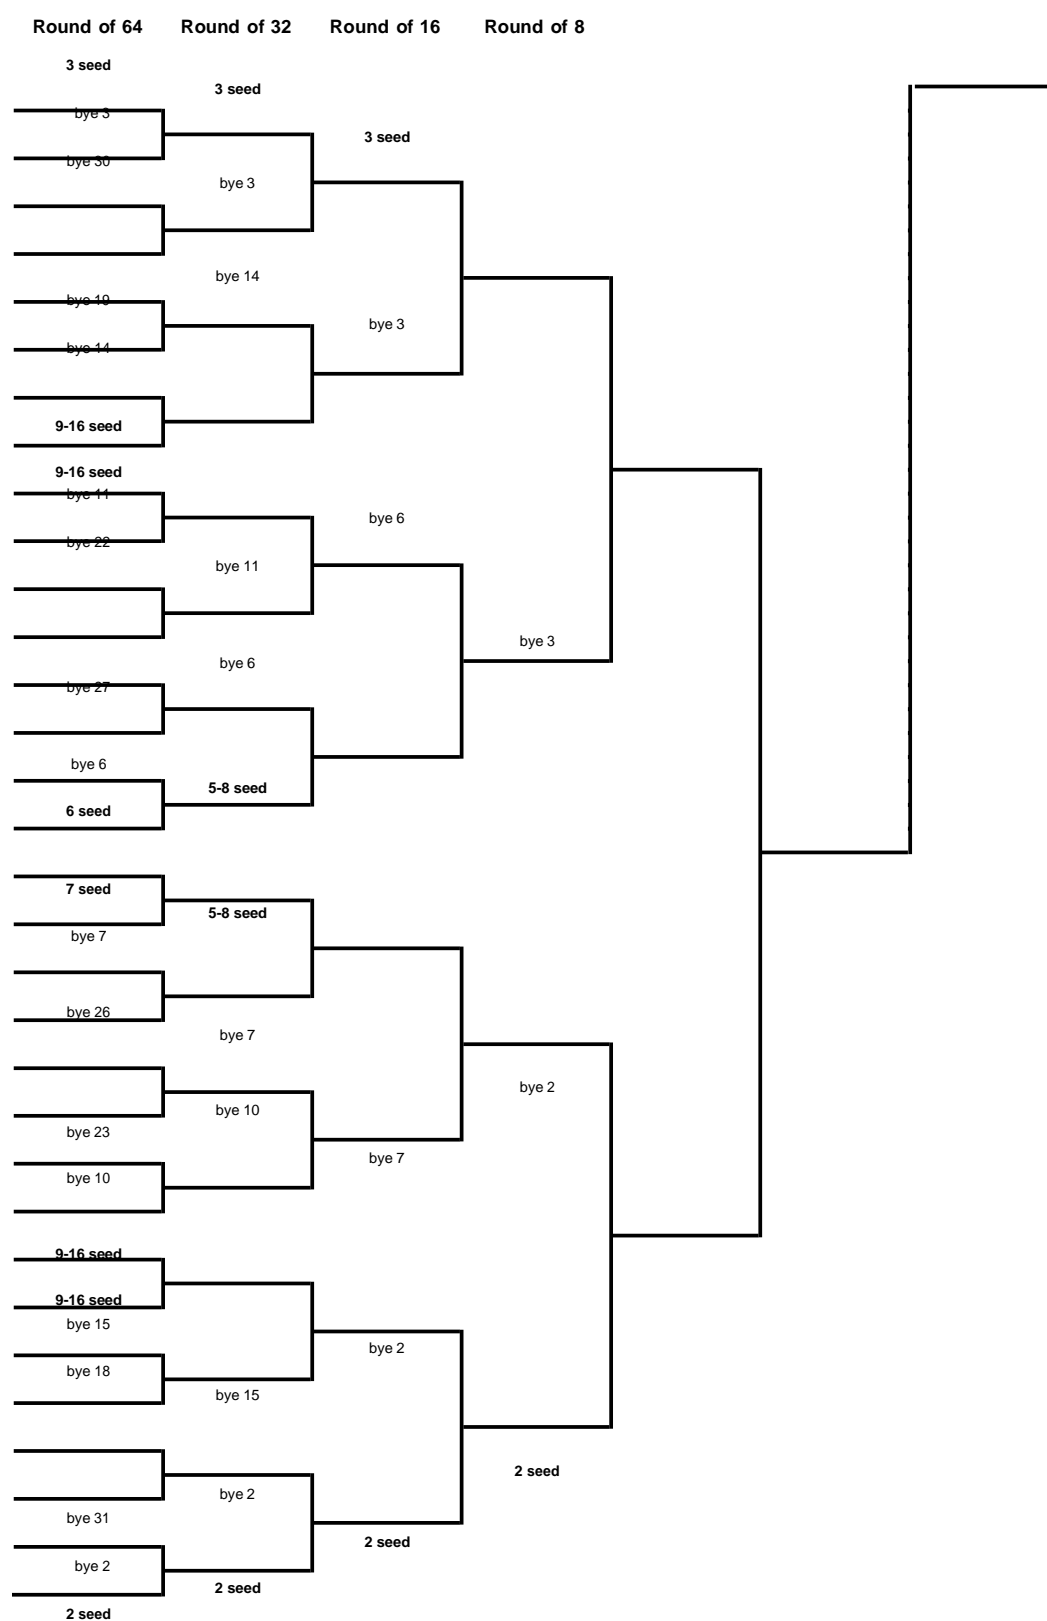 Round of 64 Round of 32 Round of 16 Round of 8
3 seed
3 seed
bye 3
3 seed
bye 30
bye 3
bye 14
bye 19
bye 3
bye 14
9-16 seed
9-16 seed
bye 11
bye 6
bye 22
bye 11
bye 3
bye 6
bye 27
bye 6
5-8 seed
6 seed
7 seed
5-8 seed
bye 7
bye 26
bye 7
bye 2
bye 10
bye 23
bye 7
bye 10
9-16 seed
9-16 seed
bye 15
bye 2
bye 18
bye 15
2 seed
bye 2
bye 31
2 seed
bye 2
2 seed
2 seed